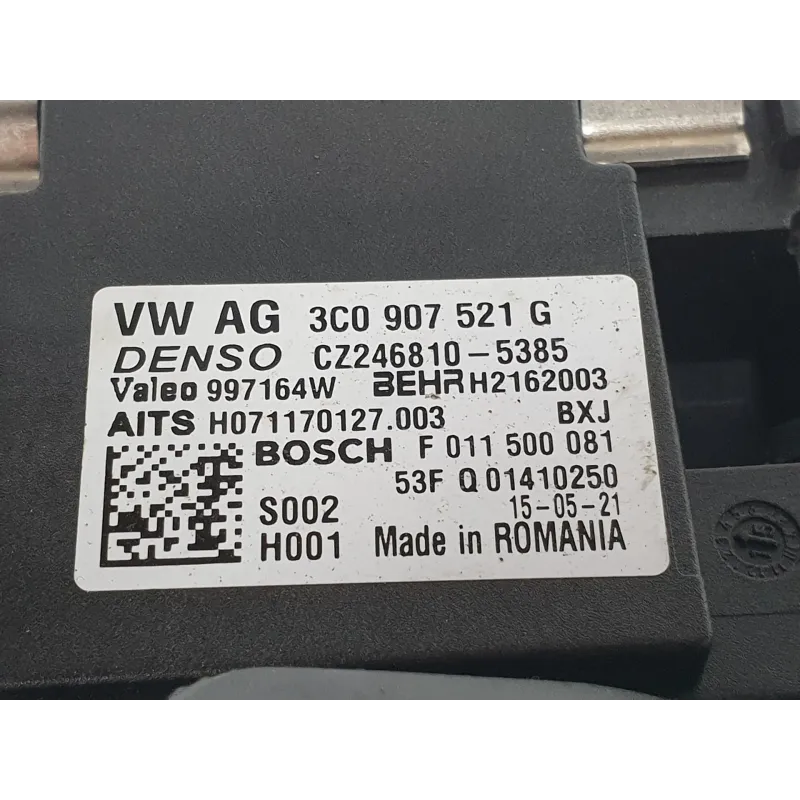 VW AG 3C0 907 521 G
DENSO CZ246810-5385
Valeo 997164W BEHR H2162003
AITS H071170127.003 BXJ
BOSCH F 011 500 081
53F Q 01410250
S002 15-05-21
H001 Made in ROMANIA